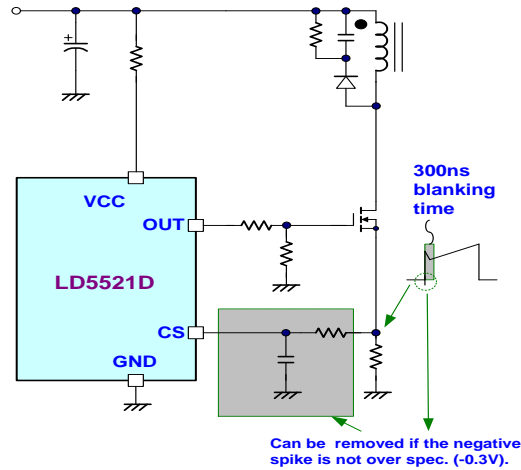 +
300ns
blanking
time
VCC
OUT
LD5521D
CS
GND
Can be removed if the negative
spike is not over spec. (-0.3V).